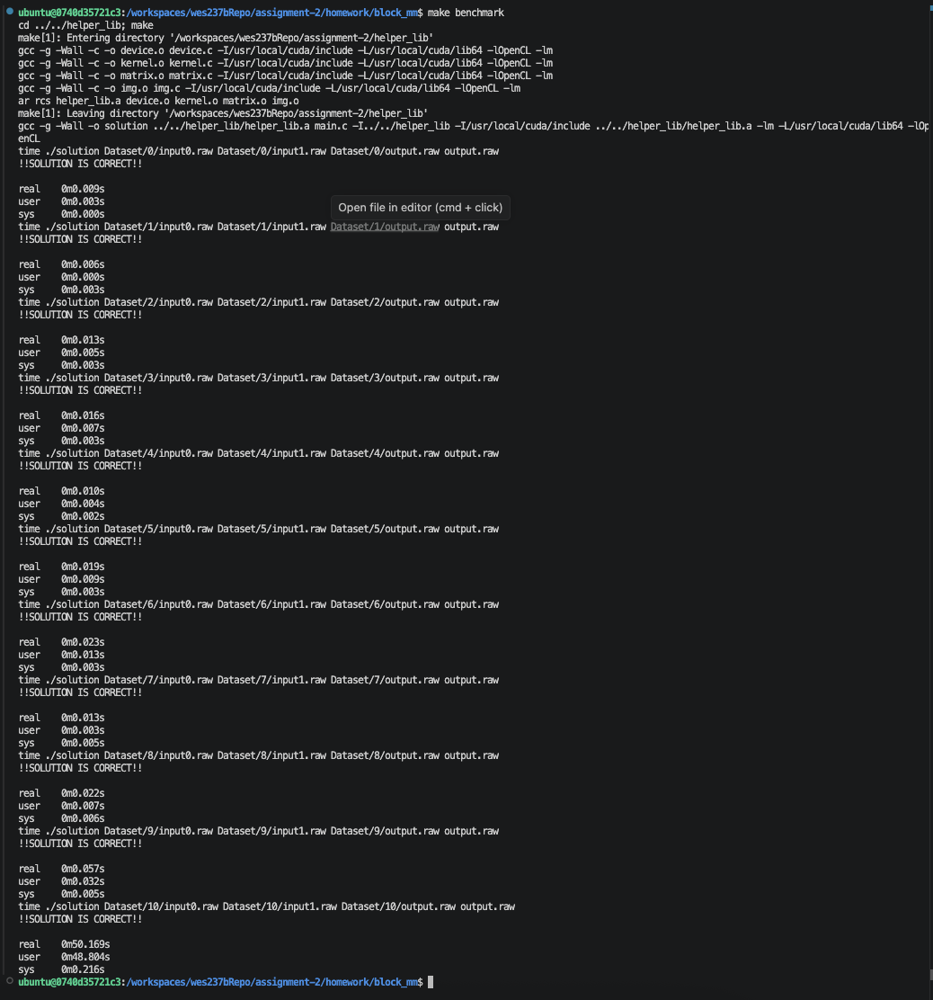 ubuntu@0740d35721c3:/workspaces/wes237bRepo/assignment-2/homework/block_mm$ make benchmark
cd ../../helper_lib; make
make[1]: Entering directory '/workspaces/wes237bRepo/assignment-2/helper_lib'
gcc -g -Wall -c -o device.o device.c -I/usr/local/cuda/include -L/usr/local/cuda/lib64 -lOpenCL -lm
gcc -g -Wall -c -o kernel.o kernel.c -I/usr/local/cuda/include -L/usr/local/cuda/lib64 -lOpenCL -lm
gcc -g -Wall -c -o matrix.o matrix.c -I/usr/local/cuda/include -L/usr/local/cuda/lib64 -lOpenCL -lm
gcc -g -Wall -c -o img.o img.c -I/usr/local/cuda/include -L/usr/local/cuda/lib64 -lOpenCL -lm
ar rcs helper_lib.a device.o kernel.o matrix.o img.o
make[1]: Leaving directory '/workspaces/wes237bRepo/assignment-2/helper_lib'
gcc -g -Wall -o solution ../../helper_lib/helper_lib.a main.c -I../../helper_lib -I/usr/local/cuda/include ../../helper_lib/helper_lib.a -lm -L/usr/local/cuda/lib64 -lOp
enCL
time ./solution Dataset/0/input0.raw Dataset/0/input1.raw Dataset/0/output.raw output.raw
!!SOLUTION IS CORRECT!!
real 0m0.009s
user 0m0.003s
sys 0m0.000s
Open file in editor (cmd + click)
time ./solution Dataset/1/input0.raw Dataset/1/input1.raw Dataset/1/output.raw output.raw
!!SOLUTION IS CORRECT!!
real 0m0.006s
user 0m0.000s
sys 0m0.003s
time ./solution Dataset/2/input0.raw Dataset/2/input1.raw Dataset/2/output.raw output.raw
!!SOLUTION IS CORRECT!!
real 0m0.013s
user 0m0.005s
sys 0m0.003s
time ./solution Dataset/3/input0.raw Dataset/3/input1.raw Dataset/3/output.raw output.raw
!!SOLUTION IS CORRECT!!
real 0m0.016s
user 0m0.007s
sys 0m0.003s
time ./solution Dataset/4/input0.raw Dataset/4/input1.raw Dataset/4/output.raw output.raw
!!SOLUTION IS CORRECT!!
real 0m0.010s
user 0m0.004s
sys 0m0.002s
time ./solution Dataset/5/input0.raw Dataset/5/input1.raw Dataset/5/output.raw output.raw
!!SOLUTION IS CORRECT!!
real 0m0.019s
user 0m0.009s
sys 0m0.003s
time ./solution Dataset/6/input0.raw Dataset/6/input1.raw Dataset/6/output.raw output.raw
!!SOLUTION IS CORRECT!!
real 0m0.023s
user 0m0.013s
sys 0m0.003s
time ./solution Dataset/7/input0.raw Dataset/7/input1.raw Dataset/7/output.raw output.raw
!!SOLUTION IS CORRECT!!
real 0m0.013s
user 0m0.003s
sys 0m0.005s
time ./solution Dataset/8/input0.raw Dataset/8/input1.raw Dataset/8/output.raw output.raw
!!SOLUTION IS CORRECT!!
real 0m0.022s
user 0m0.007s
sys 0m0.006s
time ./solution Dataset/9/input0.raw Dataset/9/input1.raw Dataset/9/output.raw output.raw
!!SOLUTION IS CORRECT!!
real 0m0.057s
user 0m0.032s
sys 0m0.005s
time ./solution Dataset/10/input0.raw Dataset/10/input1.raw Dataset/10/output.raw output.raw
!!SOLUTION IS CORRECT!!
real 0m50.169s
user 0m48.804s
sys 0m0.216s
ubuntu@0740d35721c3:/workspaces/wes237bRepo/assignment-2/homework/block_mm$